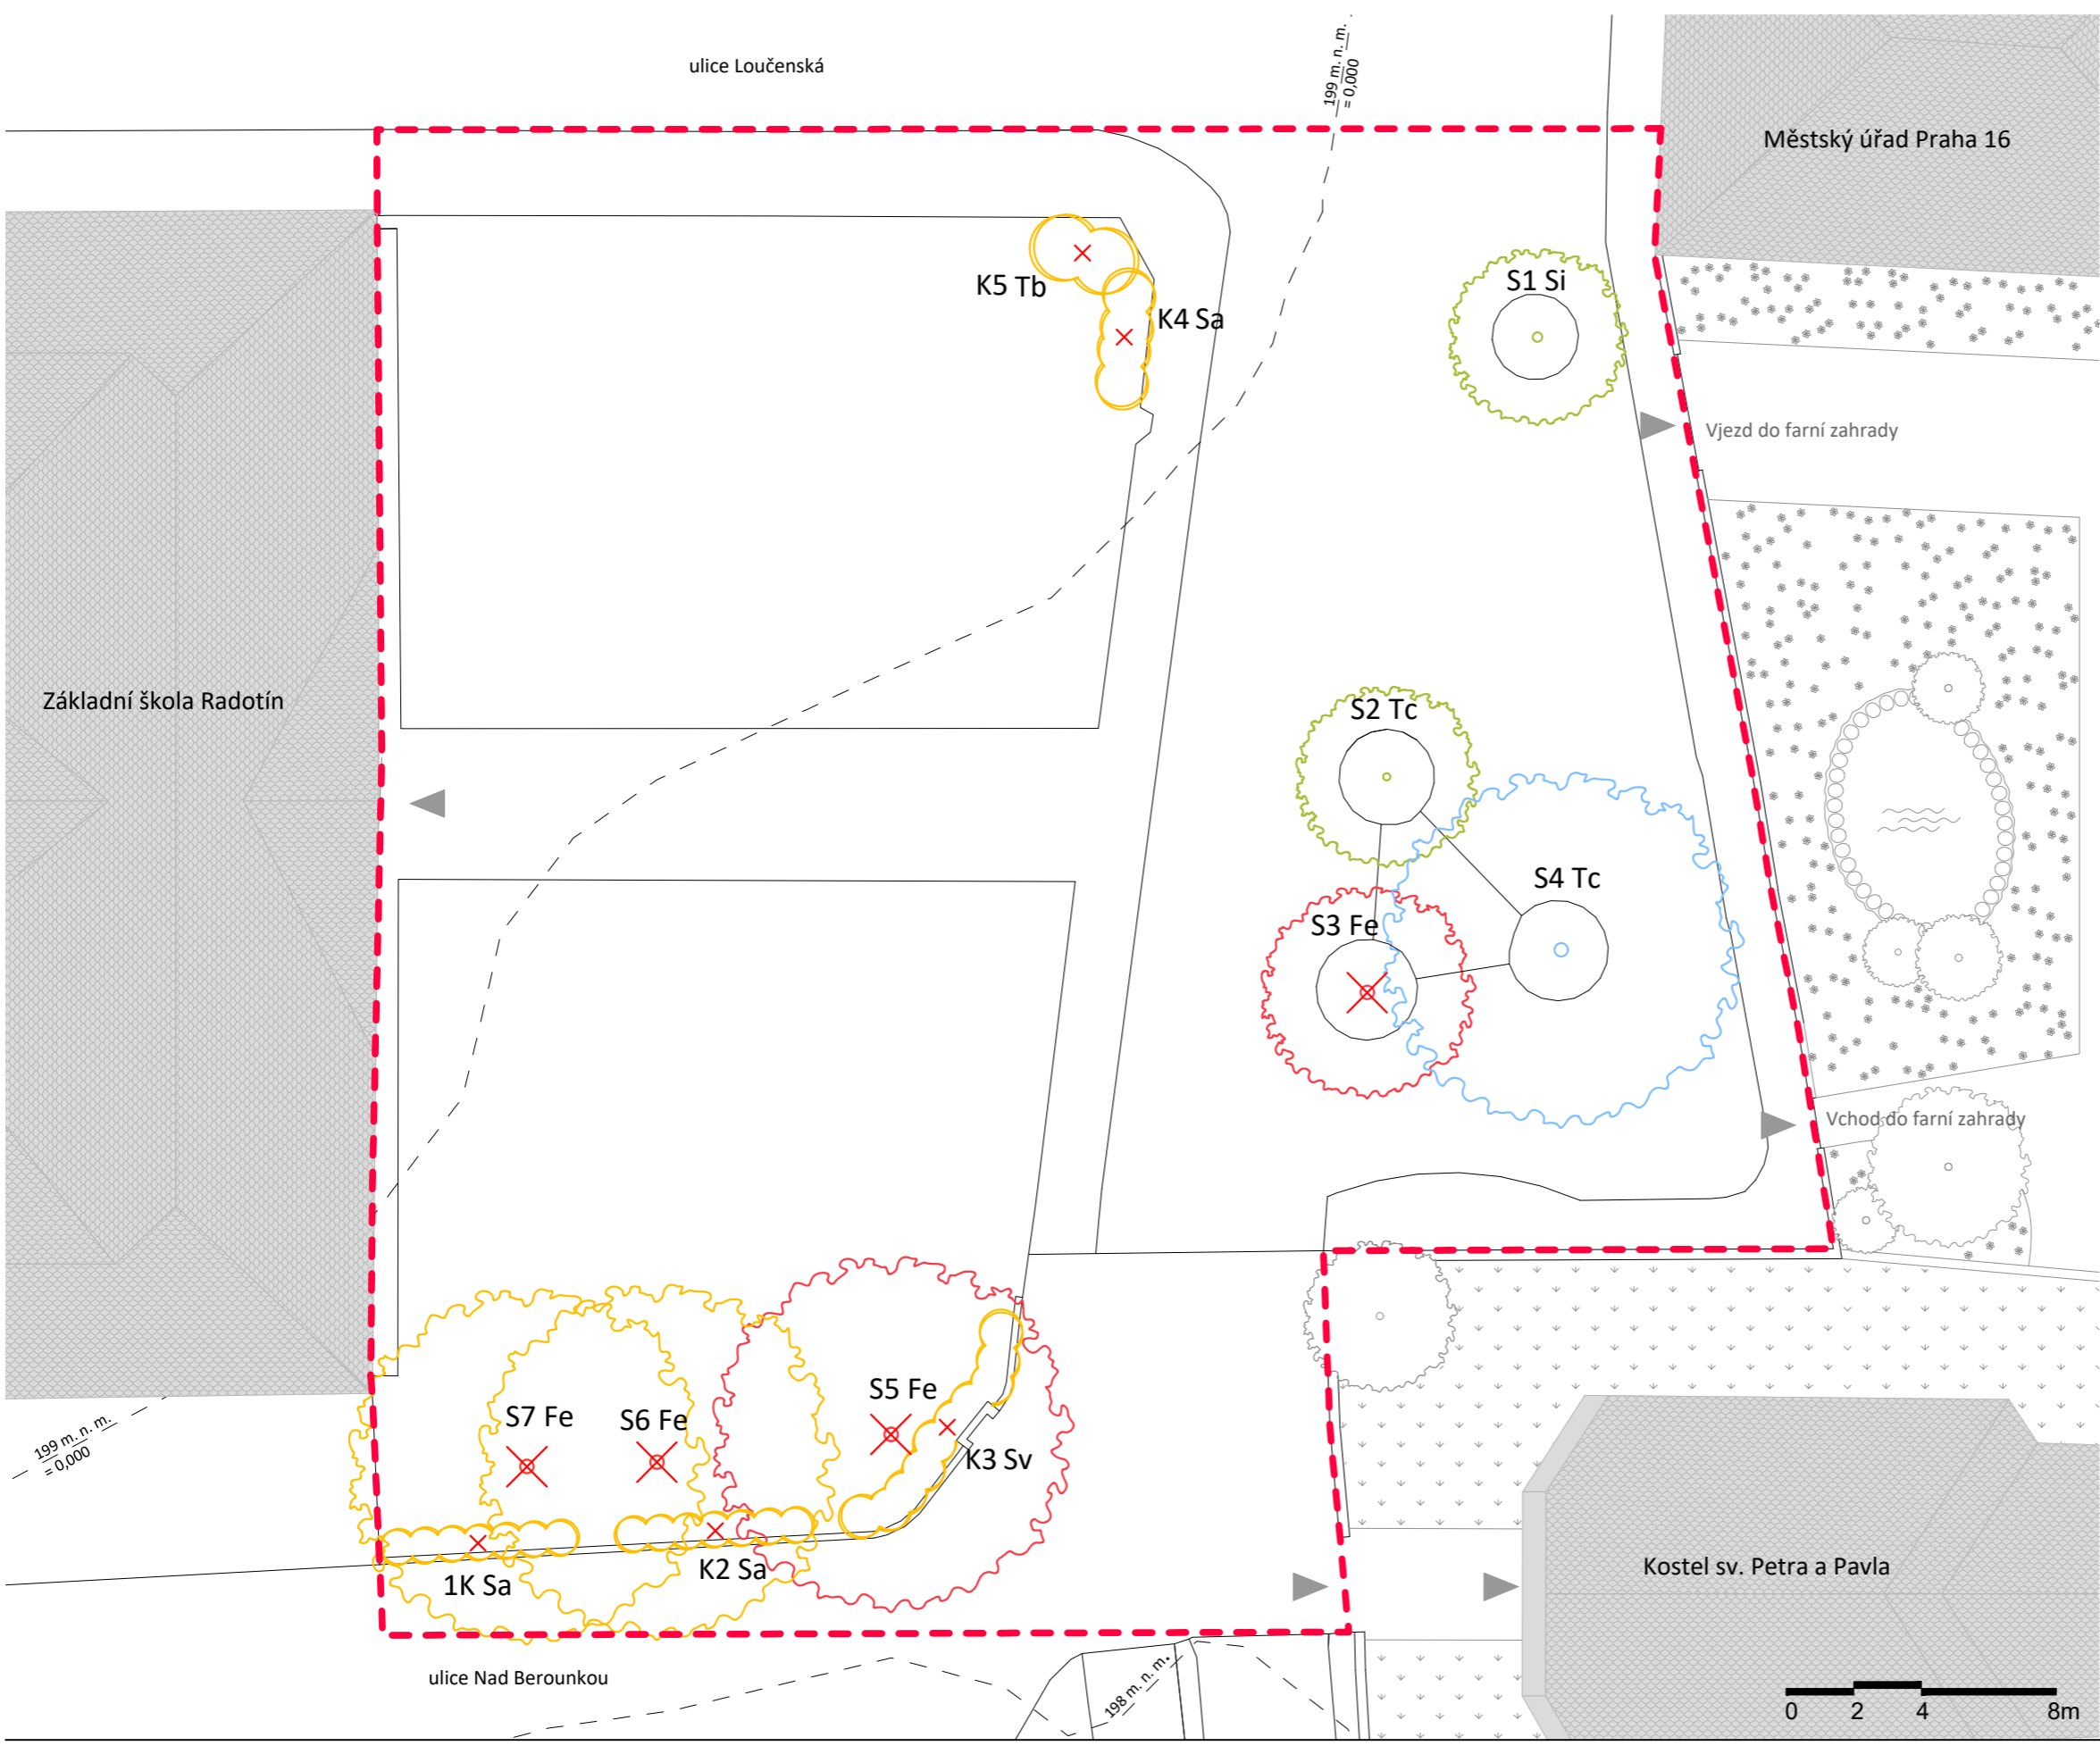 ulice Loučenská
199 m. n. m.
= 0,000
Městský úřad Praha 16
K5 Tb
K4 Sa
S1 Si
Vjezd do farní zahrady
Základní škola Radotín
S2 Tc
S4 Tc
S3 Fe
Vchod do farní zahrady
S5 Fe
S7 Fe
S6 Fe
199 m. n. m.
= 0,000
K3 Sv
1K Sa
K2 Sa
Kostel sv. Petra a Pavla
ulice Nad Berounkou
198 m. n. m.
0 2 4 8m